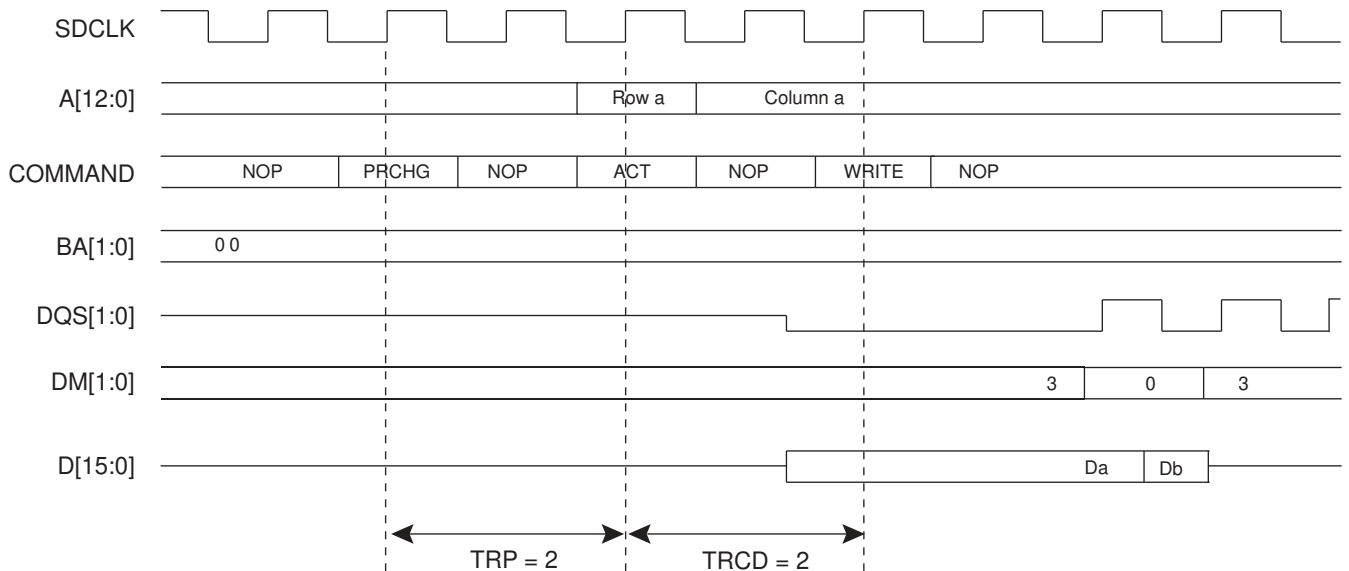 SDCLK
A[12:0] Row a Column a
COMMAND NOP PRCHG NOP ACT NOP WRITE NOP
BA[1:0] 0 0
DQS[1:0]
DM[1:0] 3 0 3
D[15:0] Da Db
TRP = 2 TRCD = 2